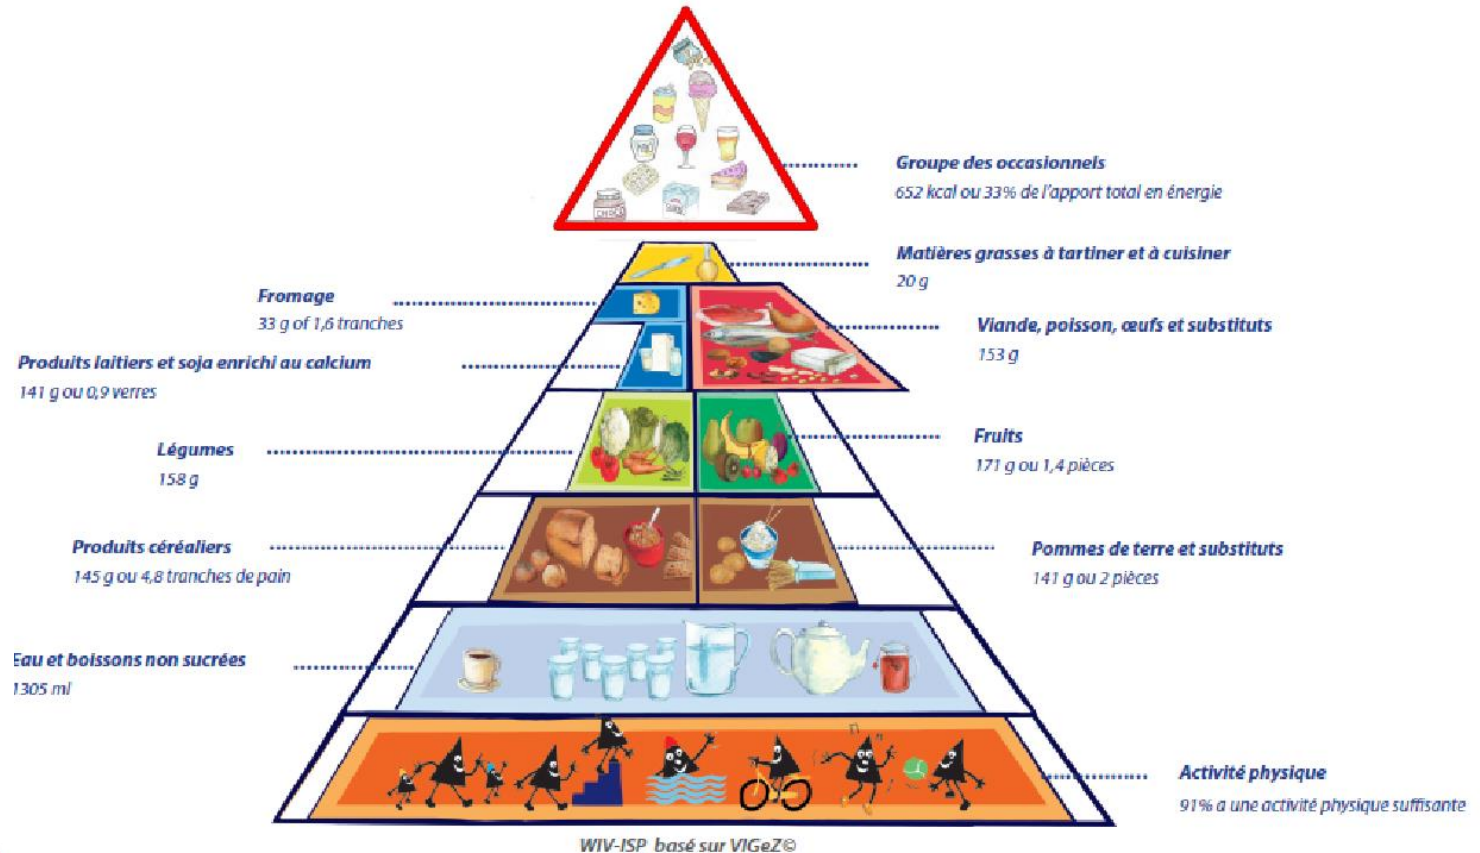 Groupe des occasionnels
652 kcal ou 33% de l'apport total en énergie
Matières grasses à tartiner et à cuisiner
20 g
Fromage
33 g of 1,6 tranches
Viande, poisson, œufs et substituts
153 g
Produits laitiers et soja enrichi au calcium
141 g ou 0,9 verres
Légumes
158 g
Fruits
171 g ou 1,4 pièces
Produits céréaliers
145 g ou 4,8 tranches de pain
Pommes de terre et substituts
141 g ou 2 pièces
Eau et boissons non sucrées
1305 ml
Activité physique
91% a une activité physique suffisante
WIV-ISP basé sur VIGeZ©
CHOCO